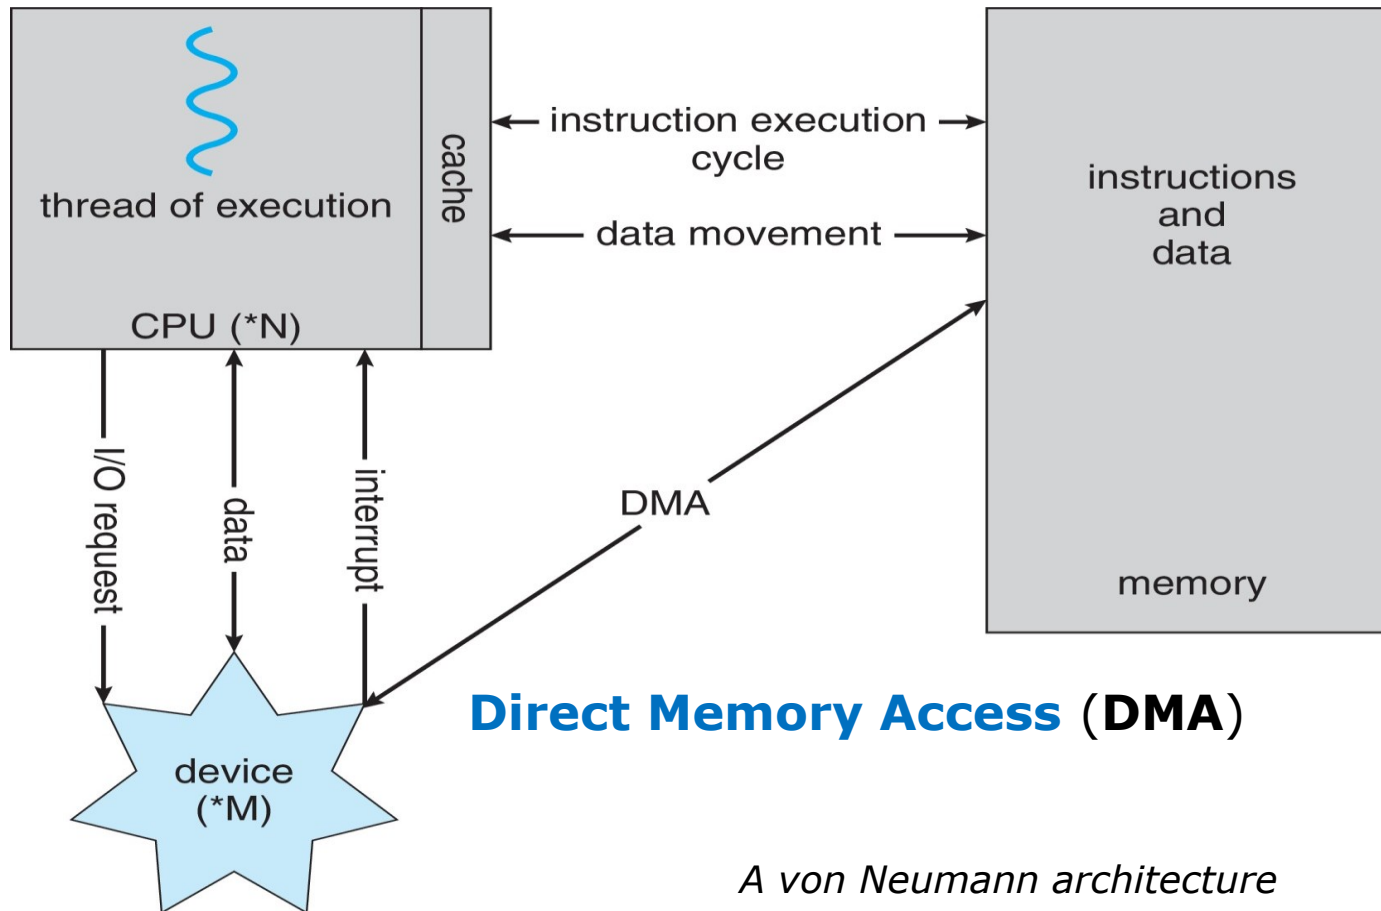 thread of execution
CPU (*N)
cache
instruction execution
cycle
data movement
instructions
and
data
memory
I/O request
data
interrupt
DMA
device
(*M)
Direct Memory Access (DMA)
A von Neumann architecture